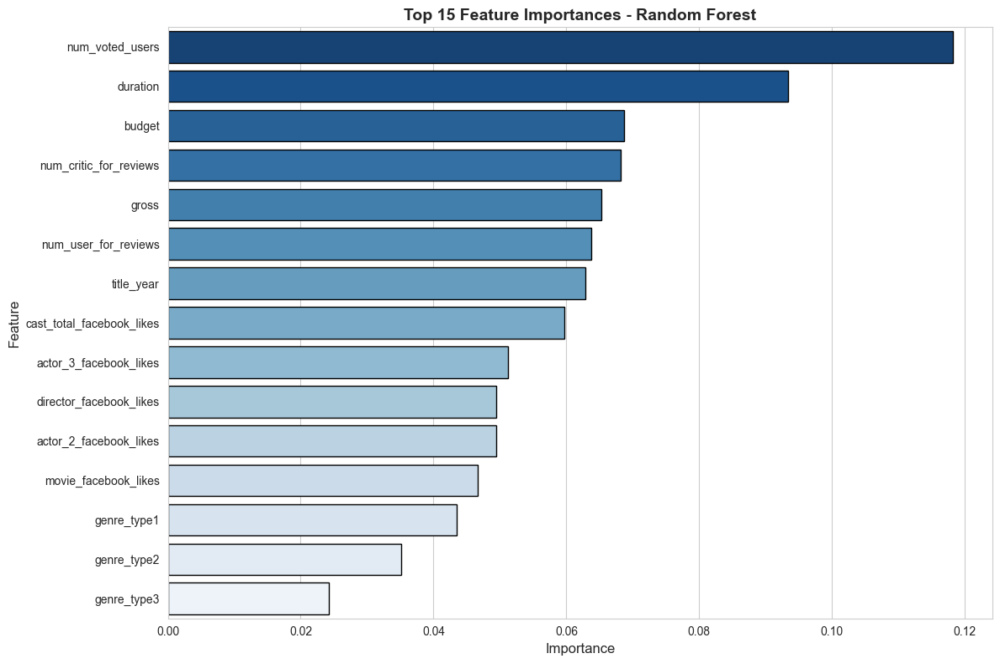 Top 15 Feature Importances - Random Forest
num_voted_users
duration
budget
num_critic_for_reviews
gross
num_user_for_reviews
title_year
cast_total_facebook_likes
actor_3_facebook_likes
director_facebook_likes
actor_2_facebook_likes
movie_facebook_likes
genre_type1
genre_type2
genre_type3
Feature
0.00 0.02 0.04 0.06 0.08 0.10 0.12
Importance